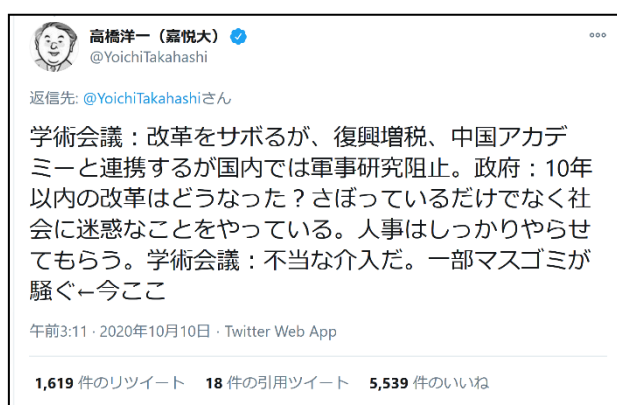 高橋洋一（嘉悦大）
@YoichiTakahashi
返信先: @YoichiTakahashiさん
学術会議：改革をサボるが、復興増税、中国アカデ
ミーと連携するが国内では軍事研究阻止。政府：10年
以内の改革はどうなった？さぼっているだけでなく社
会に迷惑なことをやっている。人事はしっかりやらせ
てもらう。学術会議：不当な介入だ。一部マスゴミが
騒ぐ←今ここ
午前3:11 · 2020年10月10日 · Twitter Web App
1,619 件のリツイート 18 件の引用ツイート 5,539 件のいいね